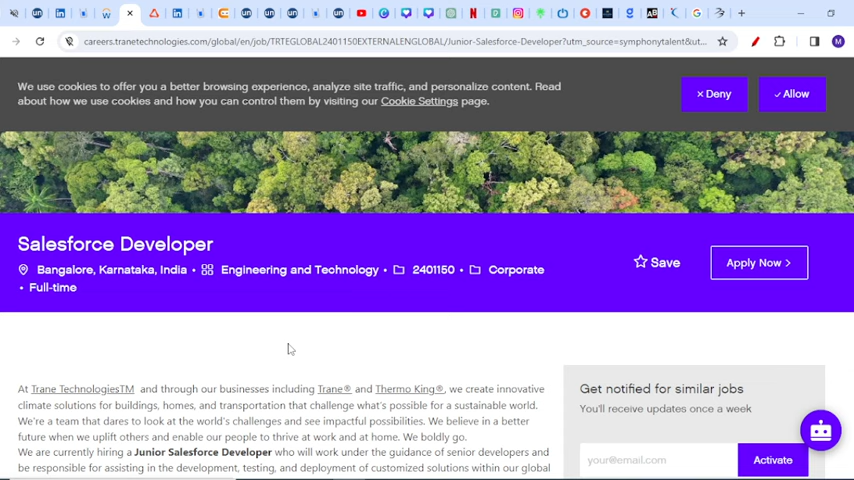 careers.tranetechnologies.com/global/en/job/TRTEGLOBAL2401150EXTERNALENGLOBAL/Junior-Salesforce-Developer?utm_source=symphonytalent&ut...
M
We use cookies to offer you a better browsing experience, analyze site traffic, and personalize content. Read
about how we use cookies and how you can control them by visiting our Cookie Settings page.
Deny
Allow
Salesforce Developer
Bangalore, Karnataka, India • Engineering and Technology • 2401150 • Corporate
• Full-time
Save
Apply Now
At Trane TechnologiesTM and through our businesses including Trane® and Thermo King®, we create innovative
climate solutions for buildings, homes, and transportation that challenge what's possible for a sustainable world.
We're a team that dares to look at the world's challenges and see impactful possibilities. We believe in a better
future when we uplift others and enable our people to thrive at work and at home. We boldly go.
We are currently hiring a Junior Salesforce Developer who will work under the guidance of senior developers and
be responsible for assisting in the development, testing, and deployment of customized solutions within our global
Get notified for similar jobs
You'll receive updates once a week
your@email.com
Activate